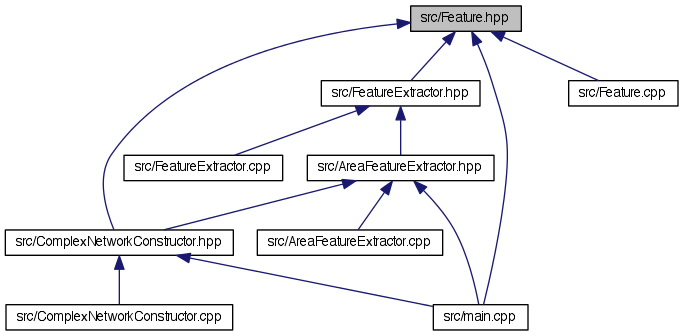 src/Feature.hpp
src/FeatureExtractor.hpp
src/Feature.cpp
src/FeatureExtractor.cpp
src/AreaFeatureExtractor.hpp
src/ComplexNetworkConstructor.hpp
src/AreaFeatureExtractor.cpp
src/ComplexNetworkConstructor.cpp
src/main.cpp